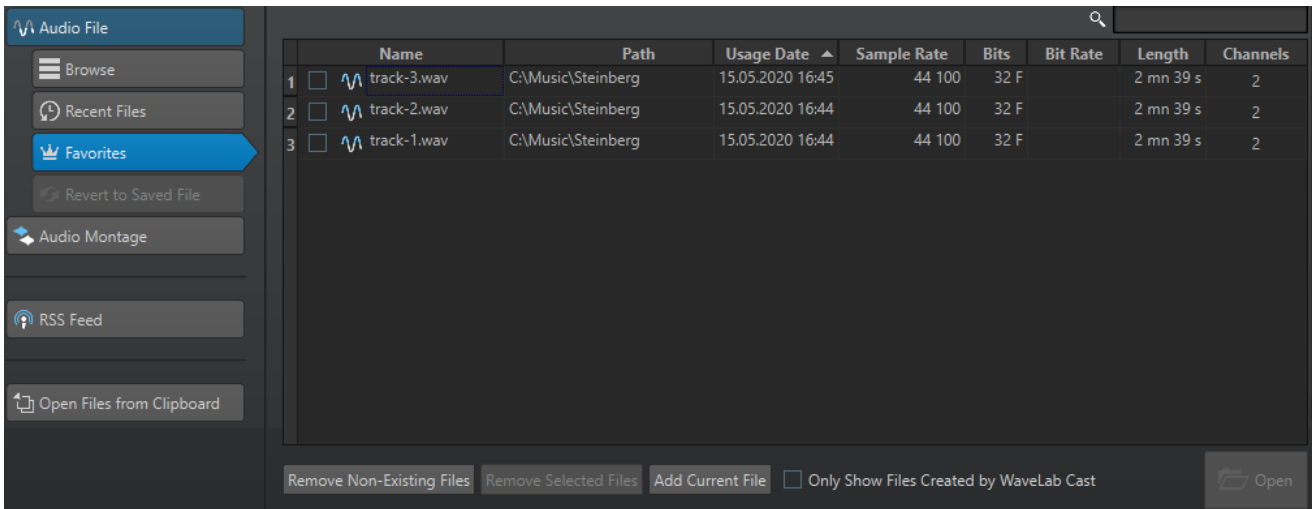 Audio File
Browse
Recent Files
Favorites
Revert to Saved File
Audio Montage
RSS Feed
Open Files from Clipboard
Name Path Usage Date Sample Rate Bits Bit Rate Length Channels
1 track-3.wav C:\Music\Steinberg 15.05.2020 16:45 44 100 32 F 2 mn 39 s 2
2 track-2.wav C:\Music\Steinberg 15.05.2020 16:44 44 100 32 F 2 mn 39 s 2
3 track-1.wav C:\Music\Steinberg 15.05.2020 16:44 44 100 32 F 2 mn 39 s 2
Remove Non-Existing Files Remove Selected Files Add Current File Only Show Files Created by WaveLab Cast Open